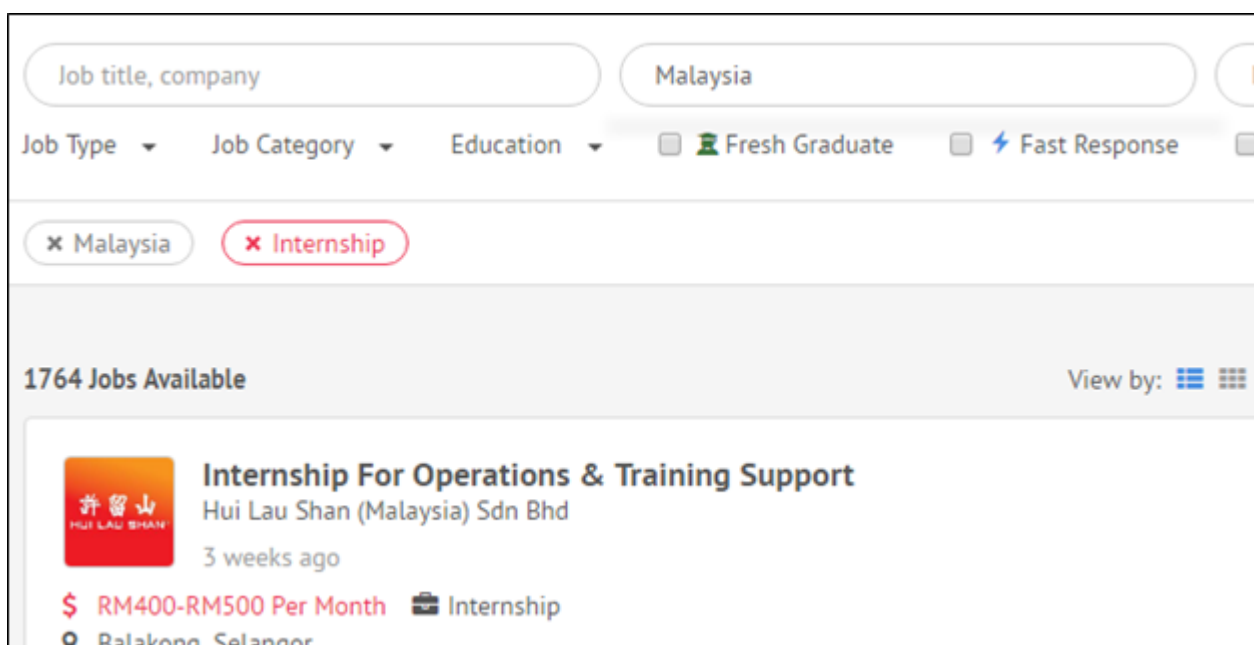 Job title, company
Malaysia
Job Type
Job Category
Education
Fresh Graduate
Fast Response
Malaysia
Internship
1764 Jobs Available
View by:
許留山
HUI LAU SHAN
Internship For Operations & Training Support
Hui Lau Shan (Malaysia) Sdn Bhd
3 weeks ago
$ RM400-RM500 Per Month
Internship
Balakong, Selangor